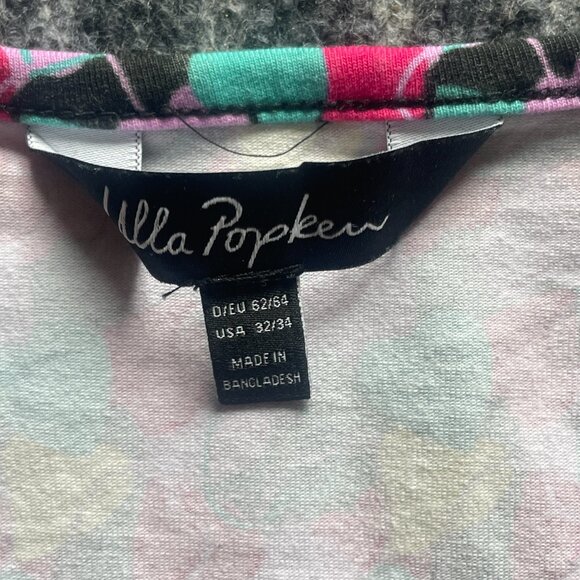 Ulla Popken
D/EU 62/64
USA 32/34
MADE IN
BANGLADESH